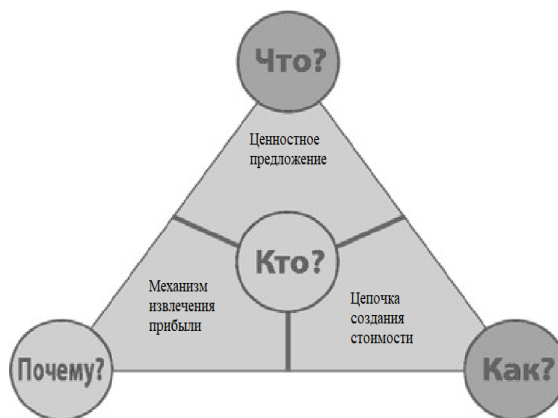 Что?
Ценностное
предложение
Кто?
Механизм
извлечения
прибыли
Цепочка
создания
стоимости
Почему?
Как?